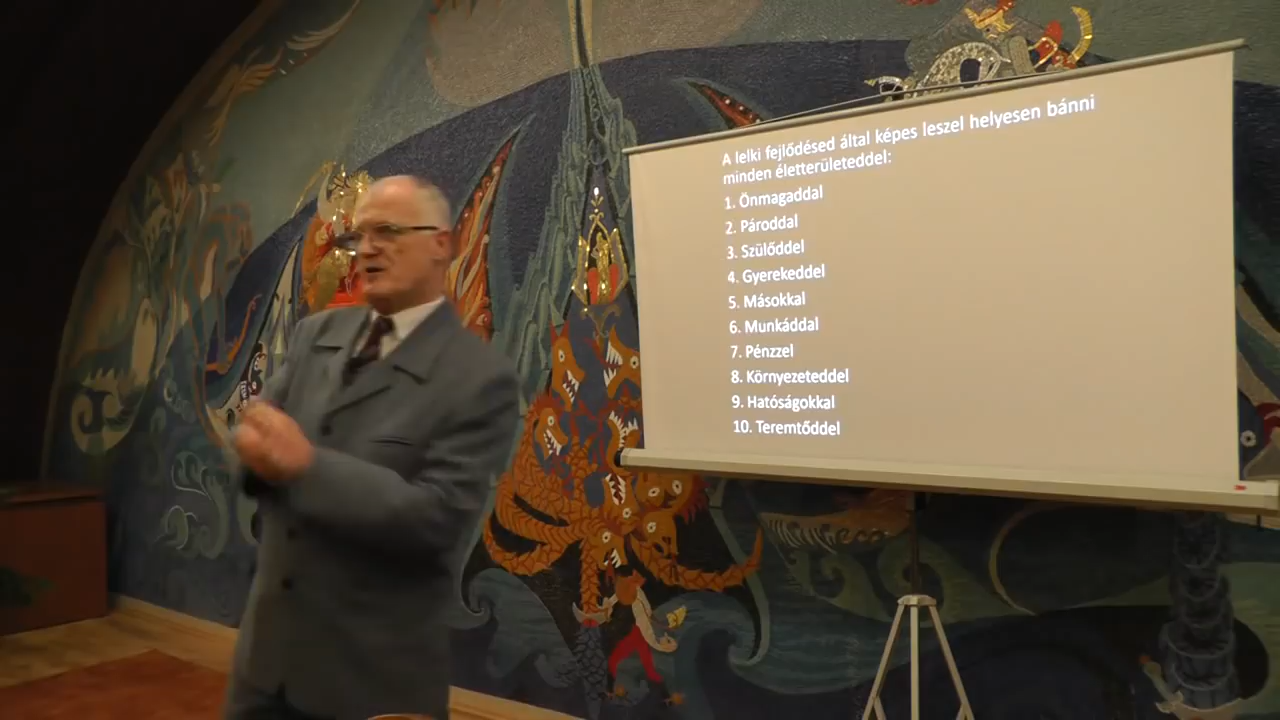 A lelki fejlődésed által képes leszel helyesen bánni
minden életterületeddel:
1. Önmagaddal
2. Pároddal
3. Szülőddel
4. Gyerekeddel
5. Másokkal
6. Munkáddal
7. Pénzzel
8. Környezeteddel
9. Hatóságokkal
10. Teremtőddel